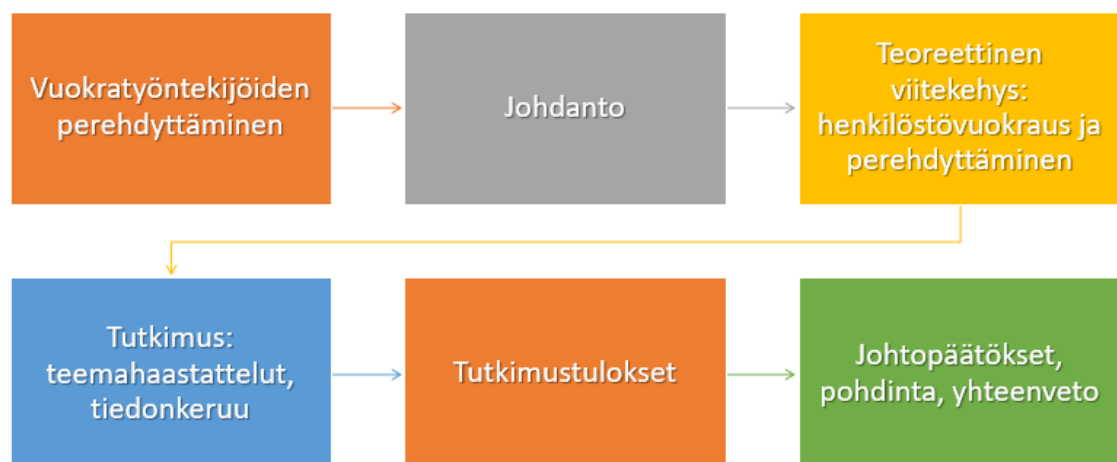 Vuokratyöntekijöiden
perehdyttäminen
Johdanto
Teoreettinen
viitekehys:
henkilöstövuokraus ja
perehdyttäminen
Tutkimus:
teemahaastattelut,
tiedonkeruu
Tutkimustulokset
Johtopäätökset,
pohdinta, yhteenveto